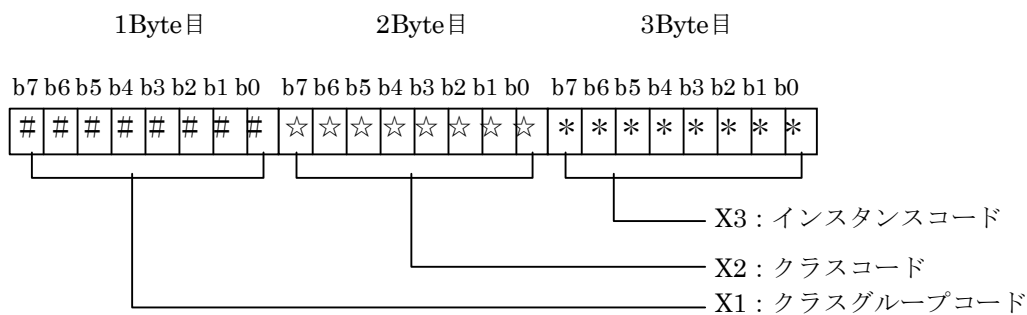 1Byte目 2Byte目 3Byte目
b7 b6 b5 b4 b3 b2 b1 b0 b7 b6 b5 b4 b3 b2 b1 b0 b7 b6 b5 b4 b3 b2 b1 b0
# # # # # # # # ☆ ☆ ☆ ☆ ☆ ☆ ☆ ☆ * * * * * * * *
X3:インスタンスコード
X2:クラスコード
X1:クラスグループコード